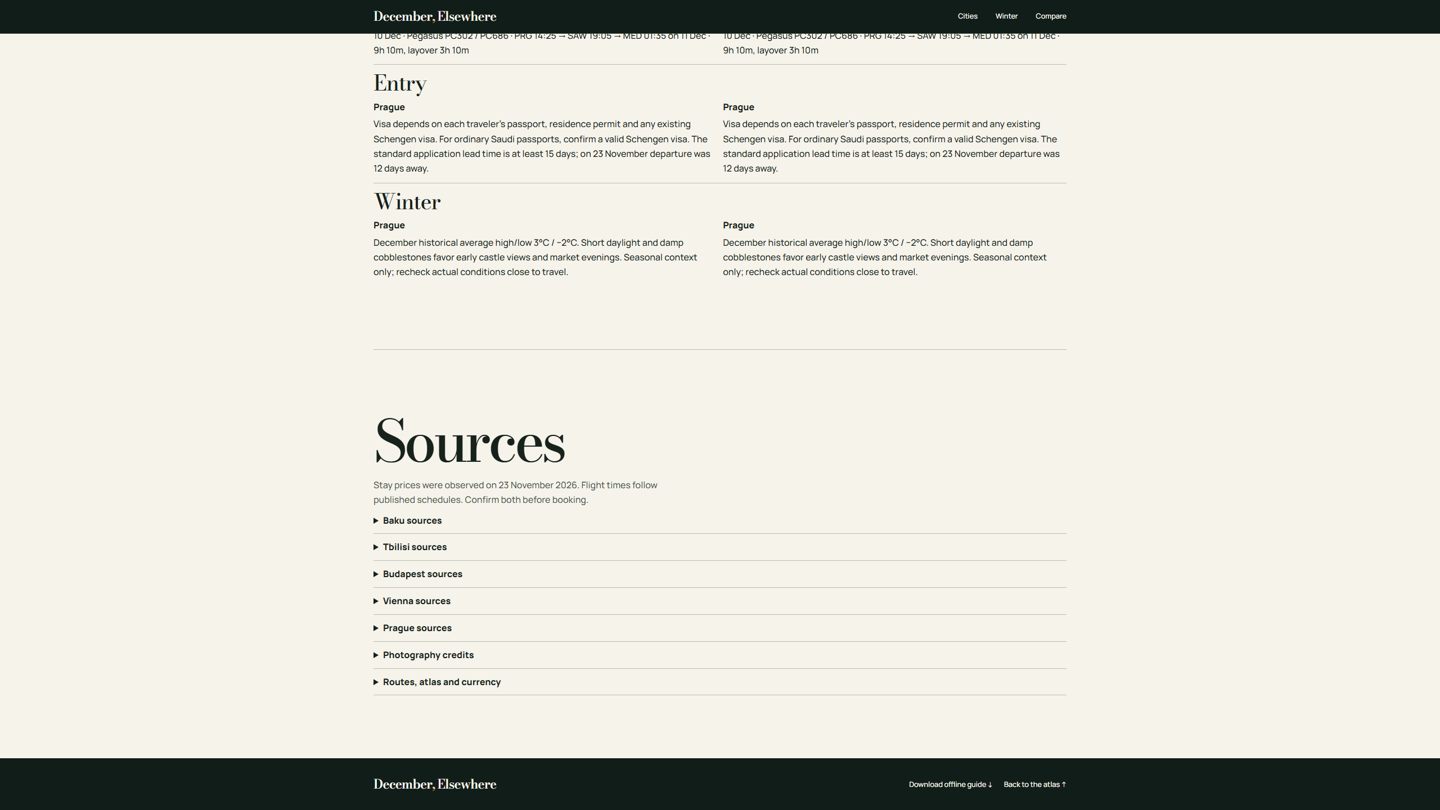 December, Elsewhere
Cities Winter Compare
10 Dec · Pegasus PC302 / PC686 · PRG 14:25 → SAW 19:05 → MED 01:35 on 11 Dec ·
9h 10m, layover 3h 10m
10 Dec · Pegasus PC302 / PC686 · PRG 14:25 → SAW 19:05 → MED 01:35 on 11 Dec ·
9h 10m, layover 3h 10m
Entry
Prague
Visa depends on each traveler's passport, residence permit and any existing
Schengen visa. For ordinary Saudi passports, confirm a valid Schengen visa. The
standard application lead time is at least 15 days; on 23 November departure was
12 days away.
Prague
Visa depends on each traveler's passport, residence permit and any existing
Schengen visa. For ordinary Saudi passports, confirm a valid Schengen visa. The
standard application lead time is at least 15 days; on 23 November departure was
12 days away.
Winter
Prague
December historical average high/low 3°C / −2°C. Short daylight and damp
cobblestones favor early castle views and market evenings. Seasonal context
only; recheck actual conditions close to travel.
Prague
December historical average high/low 3°C / −2°C. Short daylight and damp
cobblestones favor early castle views and market evenings. Seasonal context
only; recheck actual conditions close to travel.
Sources
Stay prices were observed on 23 November 2026. Flight times follow
published schedules. Confirm both before booking.
Baku sources
Tbilisi sources
Budapest sources
Vienna sources
Prague sources
Photography credits
Routes, atlas and currency
December, Elsewhere
Download offline guide ↓ Back to the atlas ↑